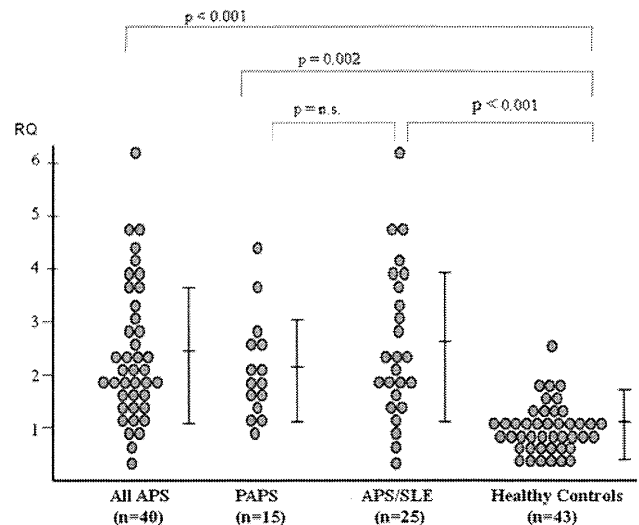 p < 0.001
p = 0.002
p = n.s.
p < 0.001
RQ
6
5
4
3
2
1
All APS PAPS APS/SLE Healthy Controls
(n=40) (n=15) (n=25) (n=43)